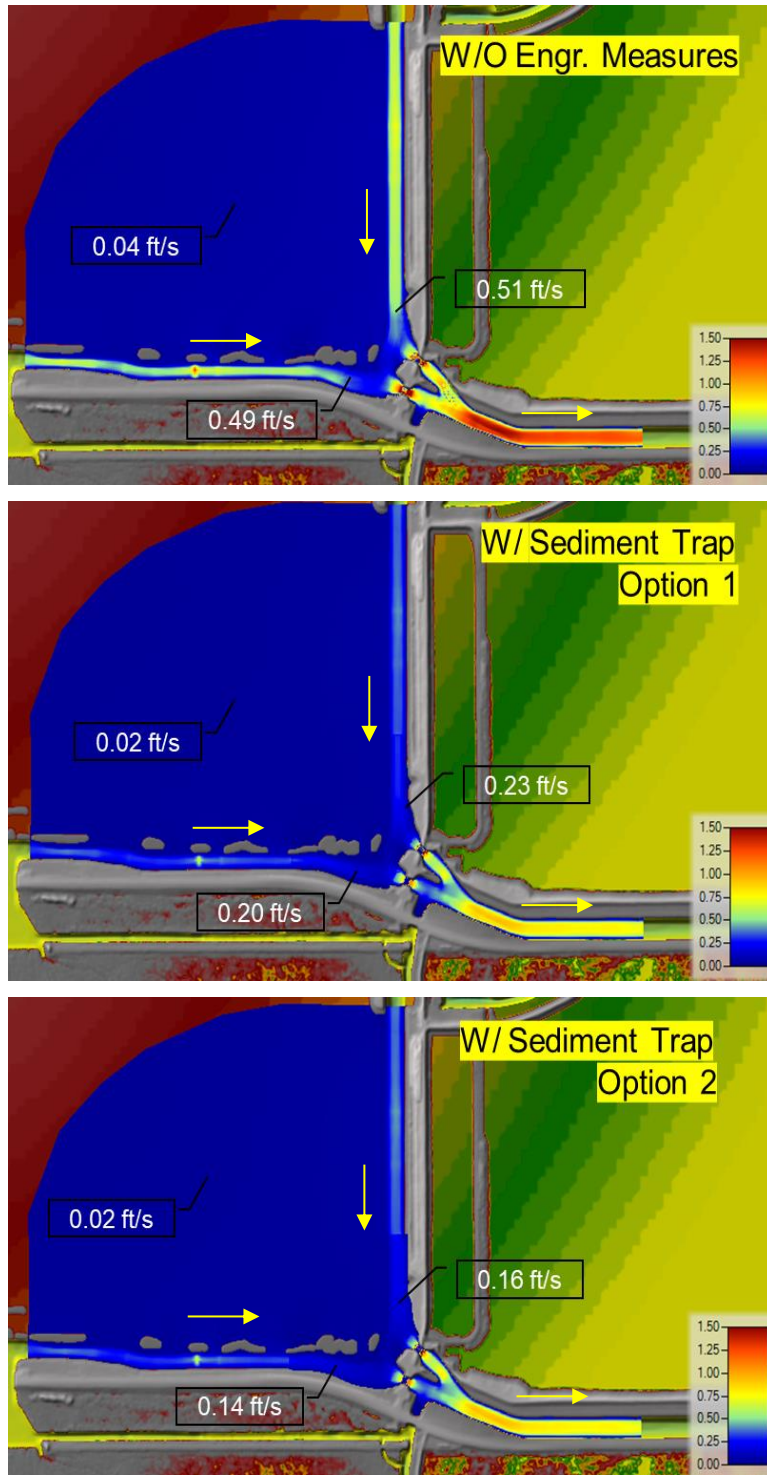 W/O Engr. Measures
0.04 ft/s
0.51 ft/s
0.49 ft/s
1.50
1.25
1.00
0.75
0.50
0.25
0.00
W/ Sediment Trap
Option 1
0.02 ft/s
0.23 ft/s
0.20 ft/s
1.50
1.25
1.00
0.75
0.50
0.25
0.00
W/ Sediment Trap
Option 2
0.02 ft/s
0.16 ft/s
0.14 ft/s
1.50
1.25
1.00
0.75
0.50
0.25
0.00